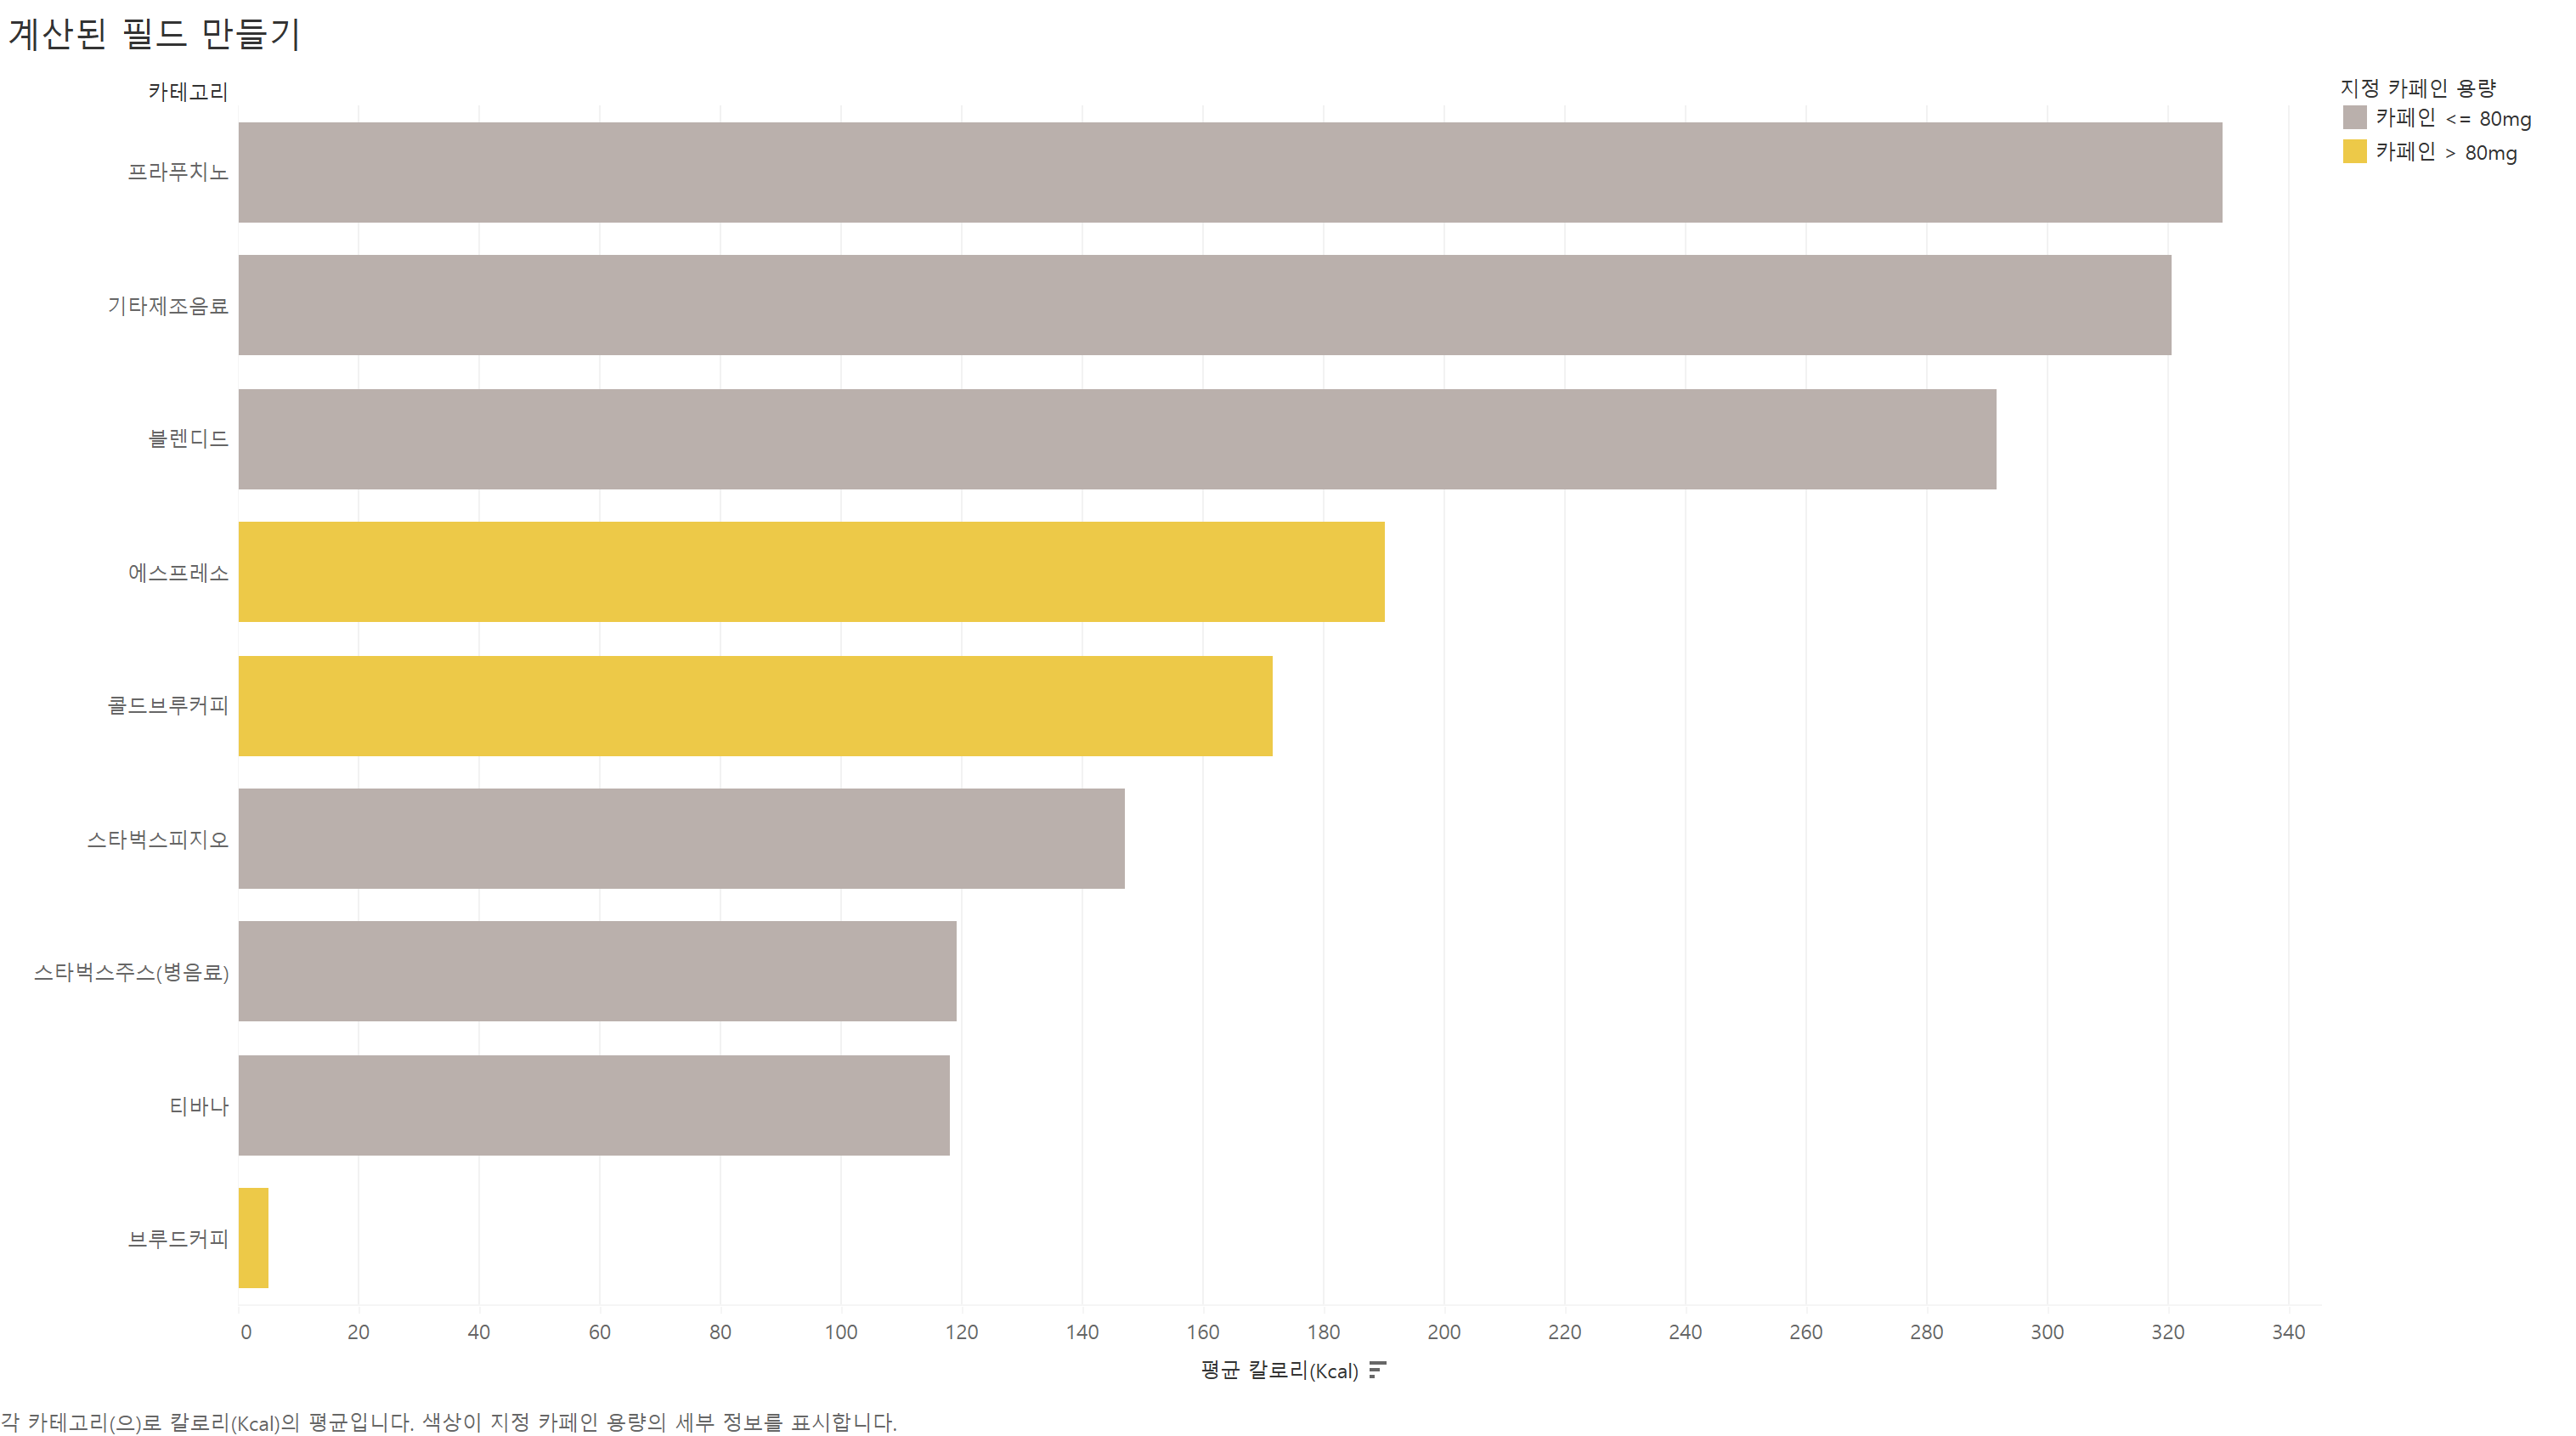 계산된 필드 만들기
카테고리
지정 카페인 용량
카페인 <= 80mg
카페인 > 80mg
프라푸치노
기타제조음료
블렌디드
에스프레소
콜드브루커피
스타벅스피지오
스타벅스주스(병음료)
티바나
브루드커피
0 20 40 60 80 100 120 140 160 180 200 220 240 260 280 300 320 340
평균 칼로리(Kcal)
각 카테고리(으)로 칼로리(Kcal)의 평균입니다. 색상이 지정 카페인 용량의 세부 정보를 표시합니다.